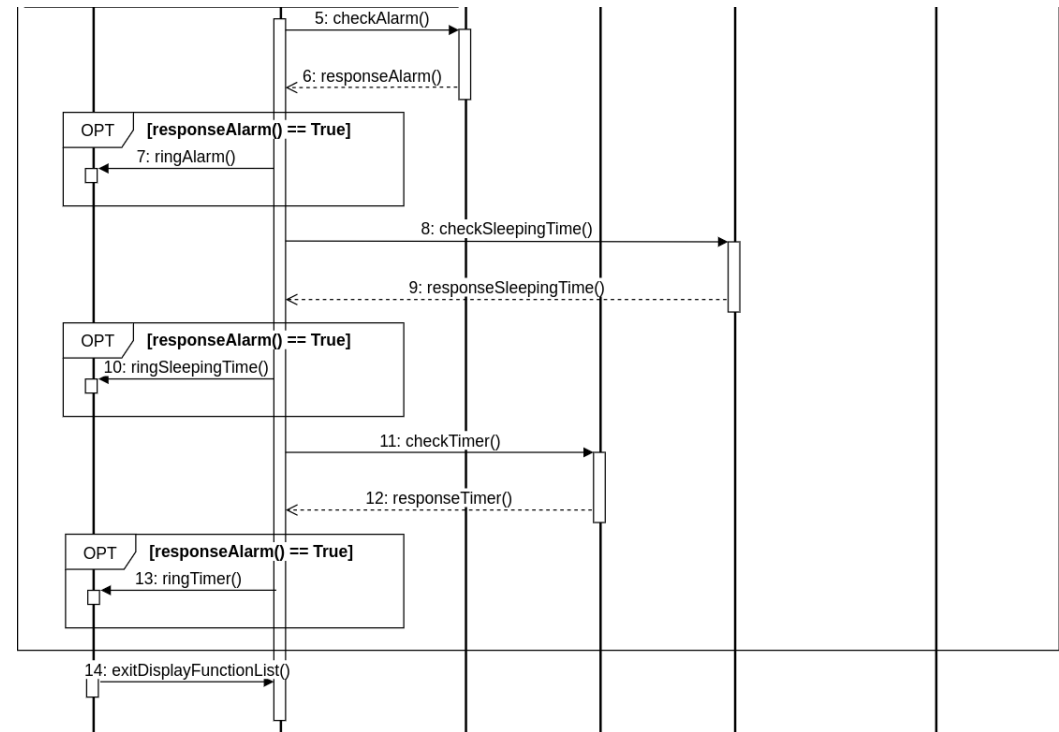 5: checkAlarm()
6: responseAlarm()
OPT
[responseAlarm() == True]
7: ringAlarm()
8: checkSleepingTime()
9: responseSleepingTime()
OPT
[responseAlarm() == True]
10: ringSleepingTime()
11: checkTimer()
12: responseTimer()
OPT
[responseAlarm() == True]
13: ringTimer()
14: exitDisplayFunctionList()